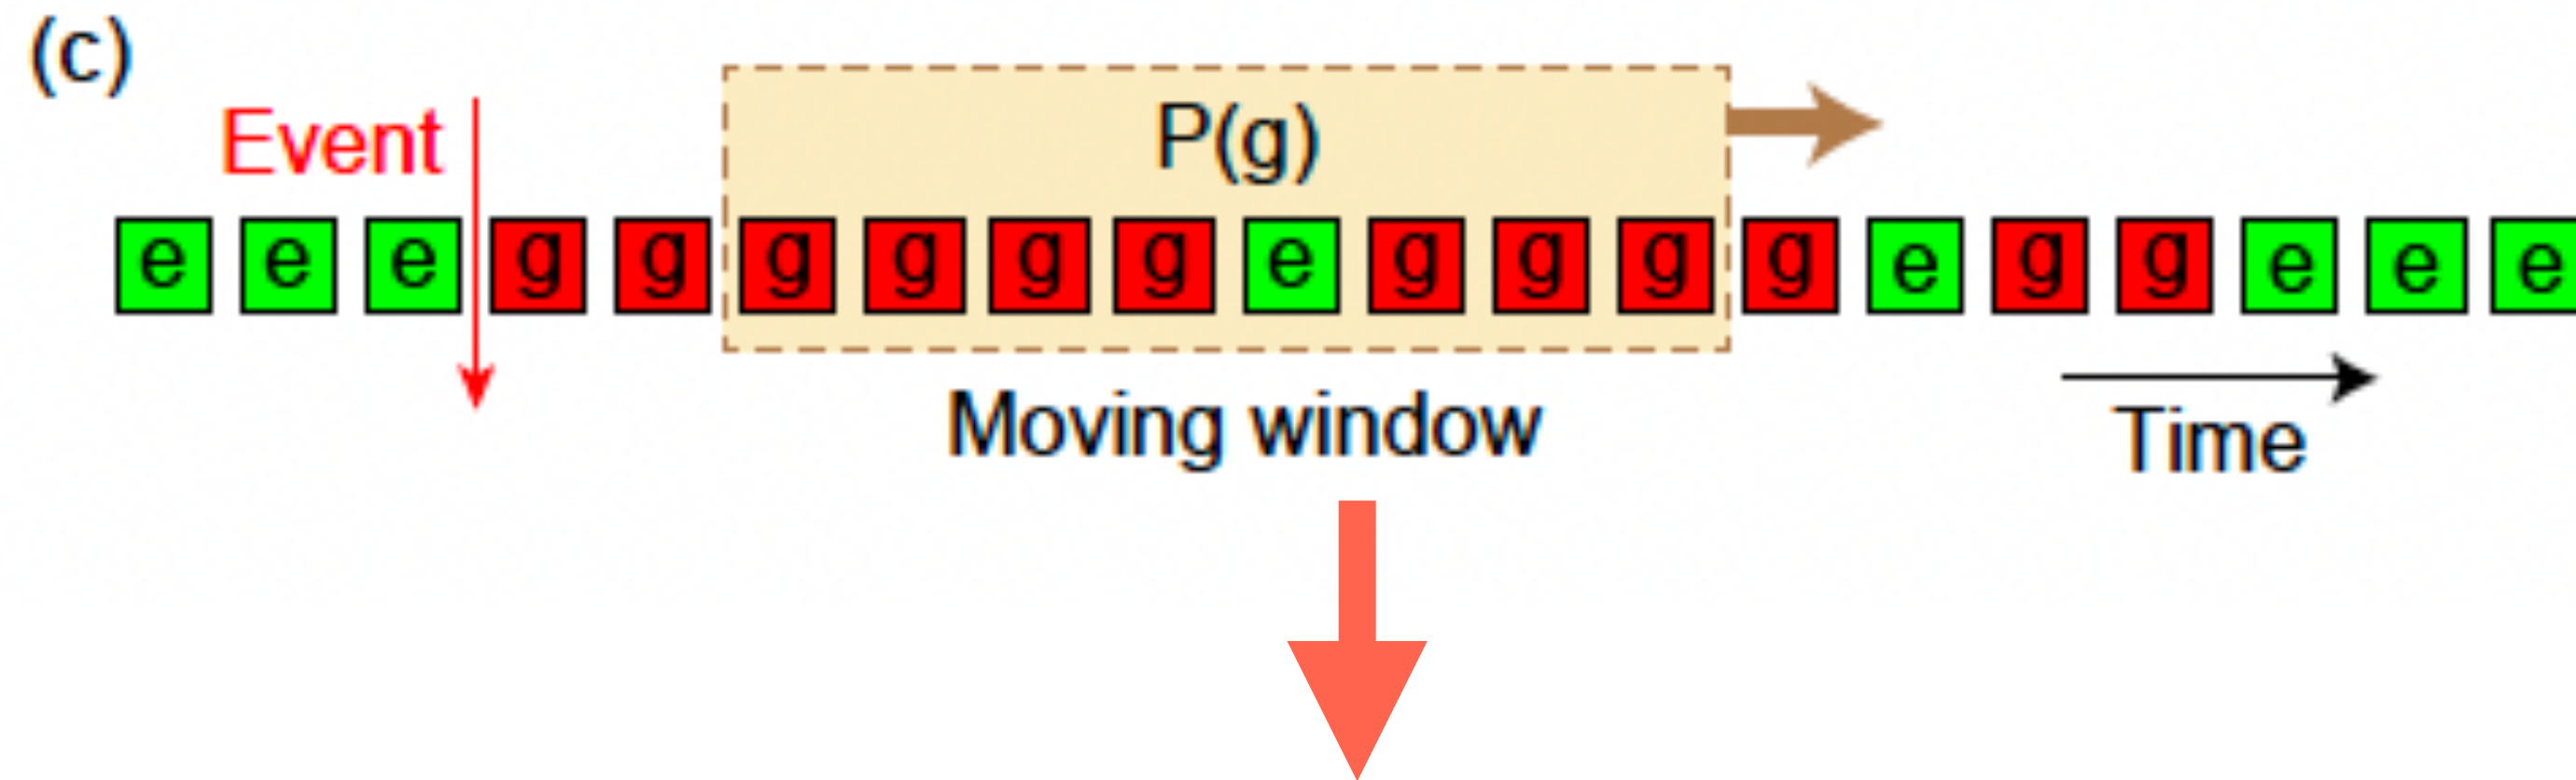 (c)
P(g)
Event
e e e g g g g g g e g g g g e g g e e e
Moving window
Time